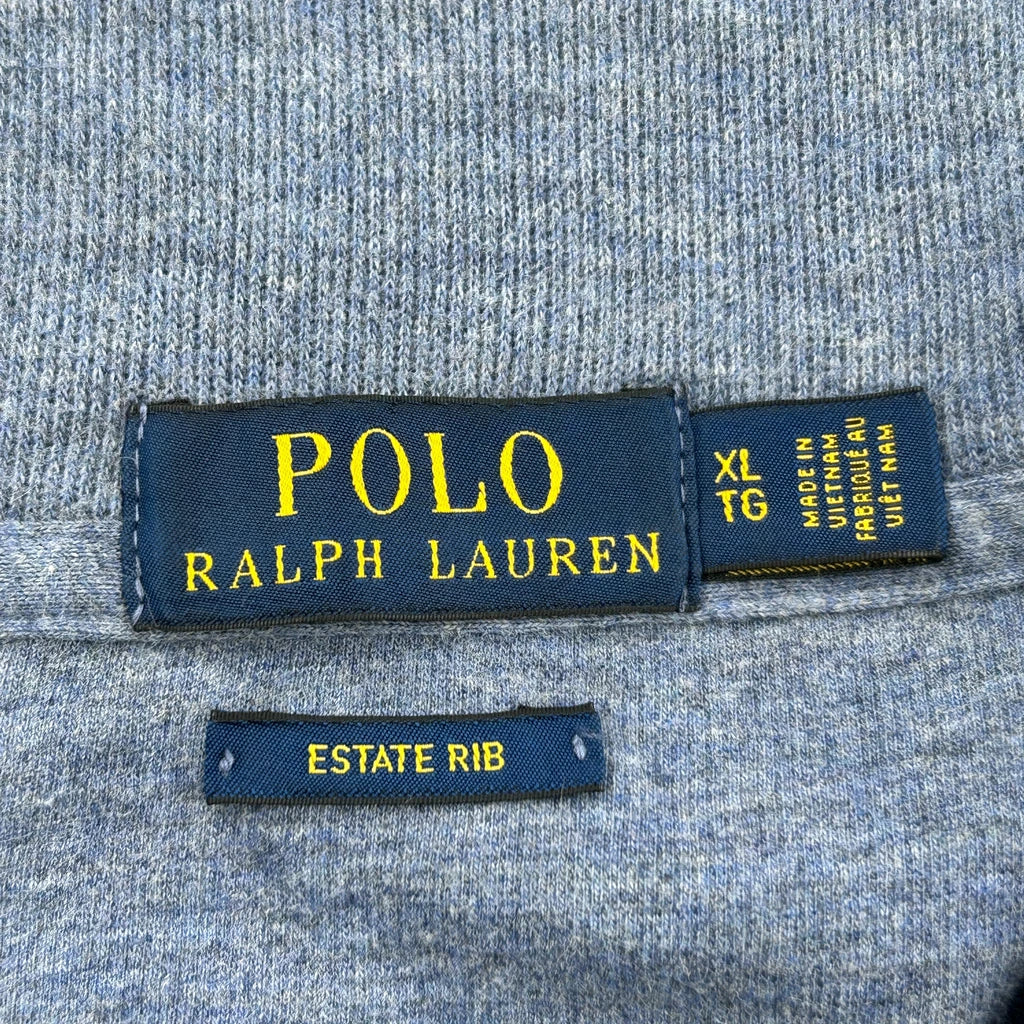 POLO
RALPH LAUREN
XL
TG
MADE IN
VIETNAM
FABRIQUÉ AU
VIÊT NAM
ESTATE RIB